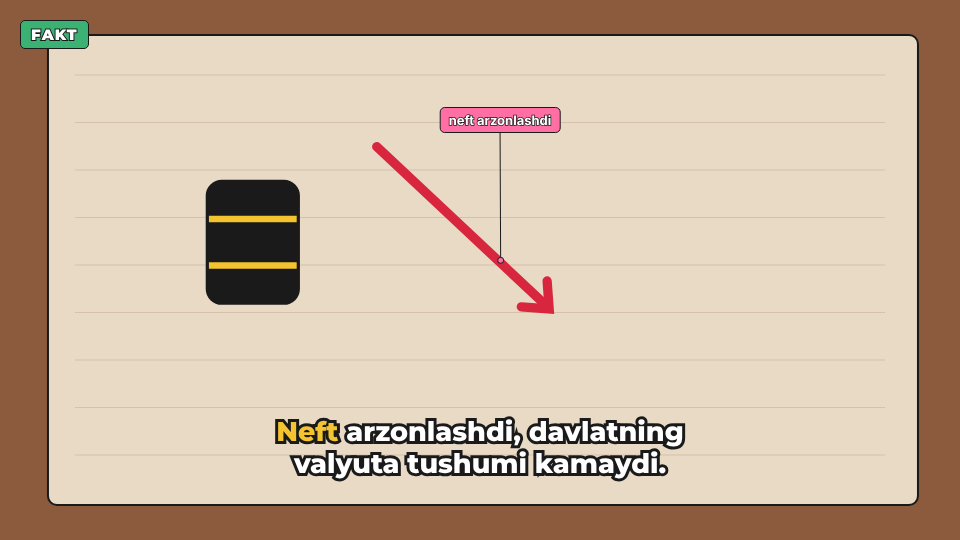 FAKT
neft arzonlashdi
Neft arzonlashdi, davlatning
valyuta tushumi kamaydi.